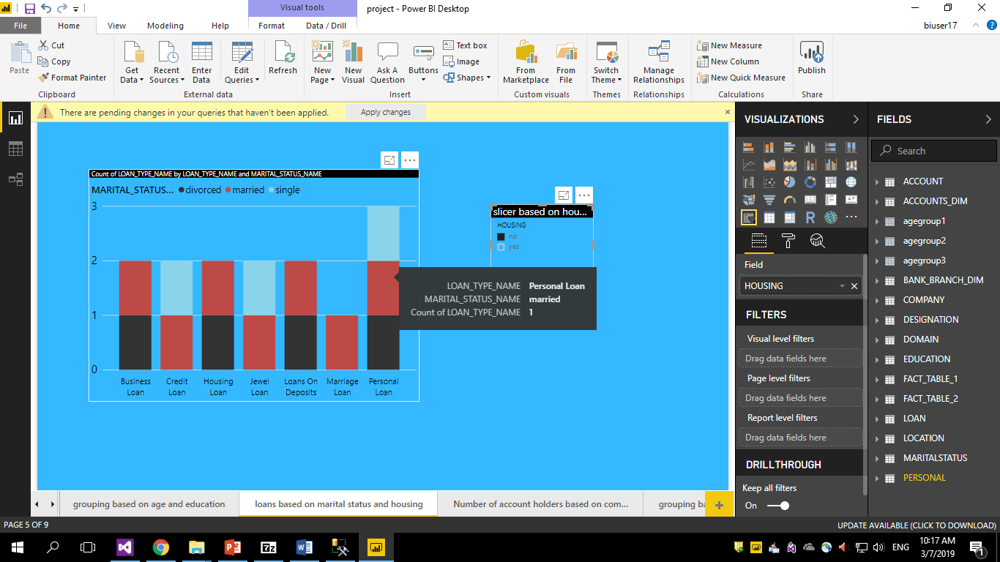 Visual tools
project - Power BI Desktop
File
Home
View
Modeling
Help
Format
Data / Drill
biuser17
Paste
Cut
Copy
Format Painter
Clipboard
Get Data
Recent Sources
Enter Data
Edit Queries
Refresh
External data
New Page
New Visual
Ask A Question
Buttons
Text box
Image
Shapes
Insert
From Marketplace
From File
Custom visuals
Switch Theme
Themes
Manage Relationships
Relationships
New Measure
New Column
New Quick Measure
Calculations
Publish
Share
There are pending changes in your queries that haven't been applied.
Apply changes
Count of LOAN_TYPE_NAME by LOAN_TYPE_NAME and MARITAL_STATUS_NAME
MARITAL_STATUS... divorced married single
3
2
1
0
Business Loan
Credit Loan
Housing Loan
Jewel Loan
Loans On Deposits
Marriage Loan
Personal Loan
slicer based on hou...
HOUSING
no
yes
LOAN_TYPE_NAME Personal Loan
MARITAL_STATUS_NAME married
Count of LOAN_TYPE_NAME 1
VISUALIZATIONS
R
Field
HOUSING
FILTERS
Visual level filters
Drag data fields here
Page level filters
Drag data fields here
Report level filters
Drag data fields here
DRILLTHROUGH
Keep all filters
On
FIELDS
Search
ACCOUNT
ACCOUNTS_DIM
agegroup1
agegroup2
agegroup3
BANK_BRANCH_DIM
COMPANY
DESIGNATION
DOMAIN
EDUCATION
FACT_TABLE_1
FACT_TABLE_2
LOAN
LOCATION
MARITALSTATUS
PERSONAL
grouping based on age and education
loans based on marital status and housing
Number of account holders based on com...
grouping ba
PAGE 5 OF 9
UPDATE AVAILABLE (CLICK TO DOWNLOAD)
ENG
10:17 AM
3/7/2019
1